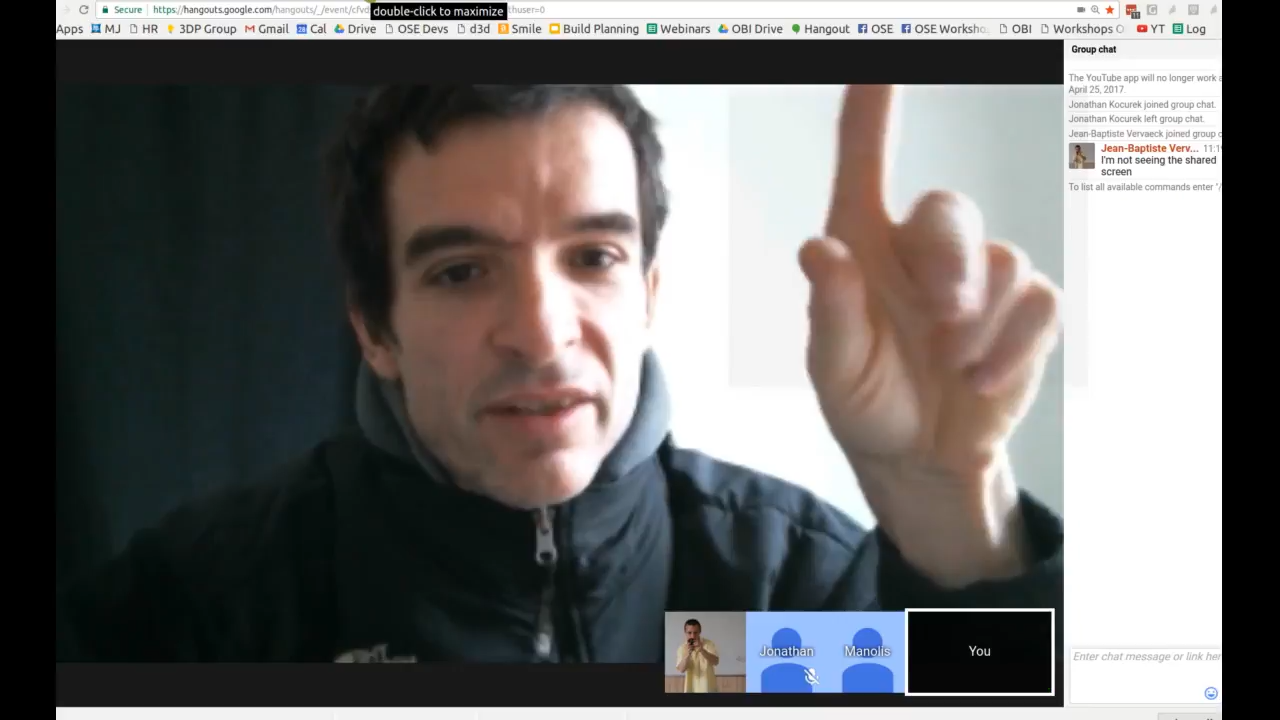 Secure https://hangouts.google.com/hangouts/_/event/cfvd thuser=0
double-click to maximize
Apps MJ HR 3DP Group Gmail Cal Drive OSE Devs d3d Smile Build Planning Webinars OBI Drive Hangout OSE OSE Worksho OBI Workshops O YT Log
Group chat
The YouTube app will no longer work a
April 25, 2017.
Jonathan Kocurek joined group chat.
Jonathan Kocurek left group chat.
Jean-Baptiste Vervaeck joined group c
Jean-Baptiste Verv... 11:1
I'm not seeing the shared
screen
To list all available commands enter "/
Jonathan
Manolis
You
Enter chat message or link her